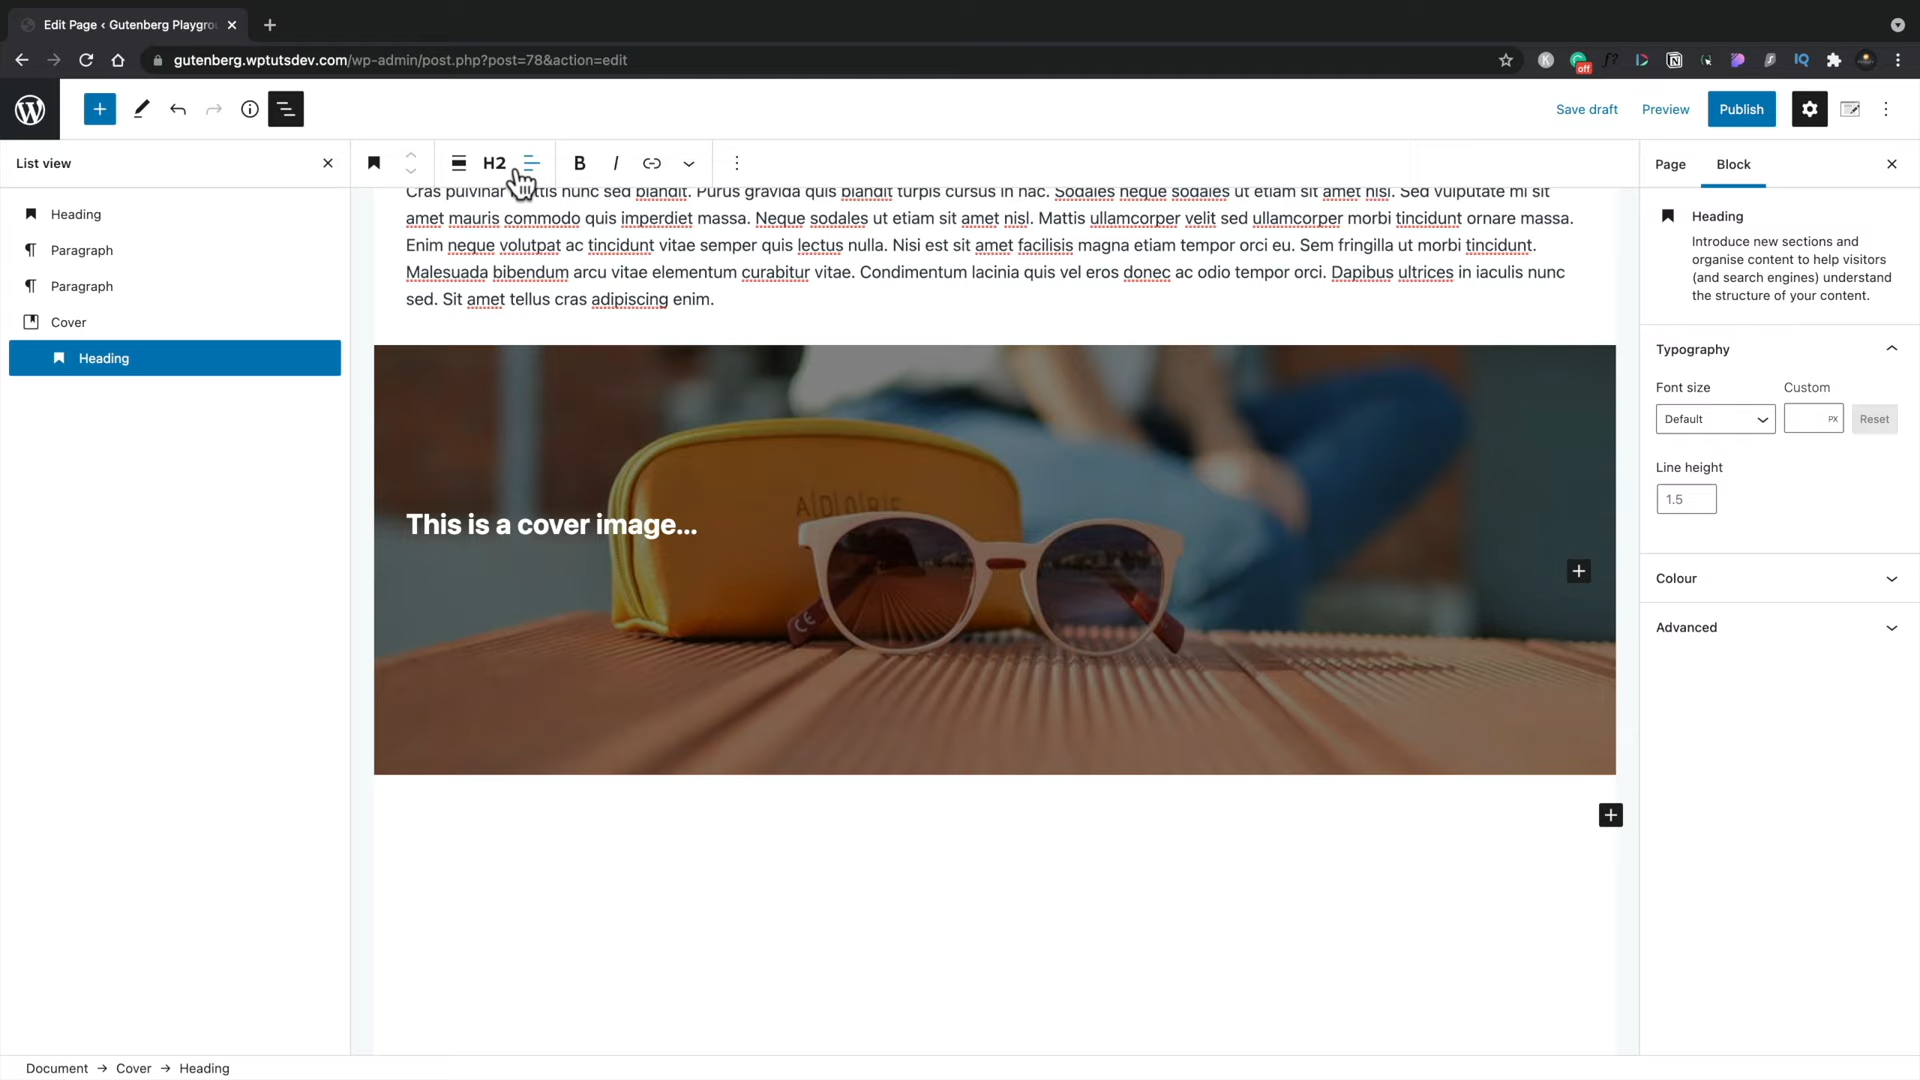 Edit Page ‹ Gutenberg Playgro
gutenberg.wptutsdev.com/wp-admin/post.php?post=78&action=edit
off
Save draft
Preview
Publish
List view
H2
B
I
Page
Block
Heading
Paragraph
Paragraph
Cover
Heading
Cras pulvinar mattis nunc sed blandit. Purus gravida quis blandit turpis cursus in hac. Sodales neque sodales ut etiam sit amet nisl. Sed vulputate mi sit
amet mauris commodo quis imperdiet massa. Neque sodales ut etiam sit amet nisl. Mattis ullamcorper velit sed ullamcorper morbi tincidunt ornare massa.
Enim neque volutpat ac tincidunt vitae semper quis lectus nulla. Nisi est sit amet facilisis magna etiam tempor orci eu. Sem fringilla ut morbi tincidunt.
Malesuada bibendum arcu vitae elementum curabitur vitae. Condimentum lacinia quis vel eros donec ac odio tempor orci. Dapibus ultrices in iaculis nunc
sed. Sit amet tellus cras adipiscing enim.
A|D|O|R|E
This is a cover image...
CE
Heading
Introduce new sections and
organise content to help visitors
(and search engines) understand
the structure of your content.
Typography
Font size
Custom
Default
PX
Reset
Line height
1.5
Colour
Advanced
Document → Cover → Heading